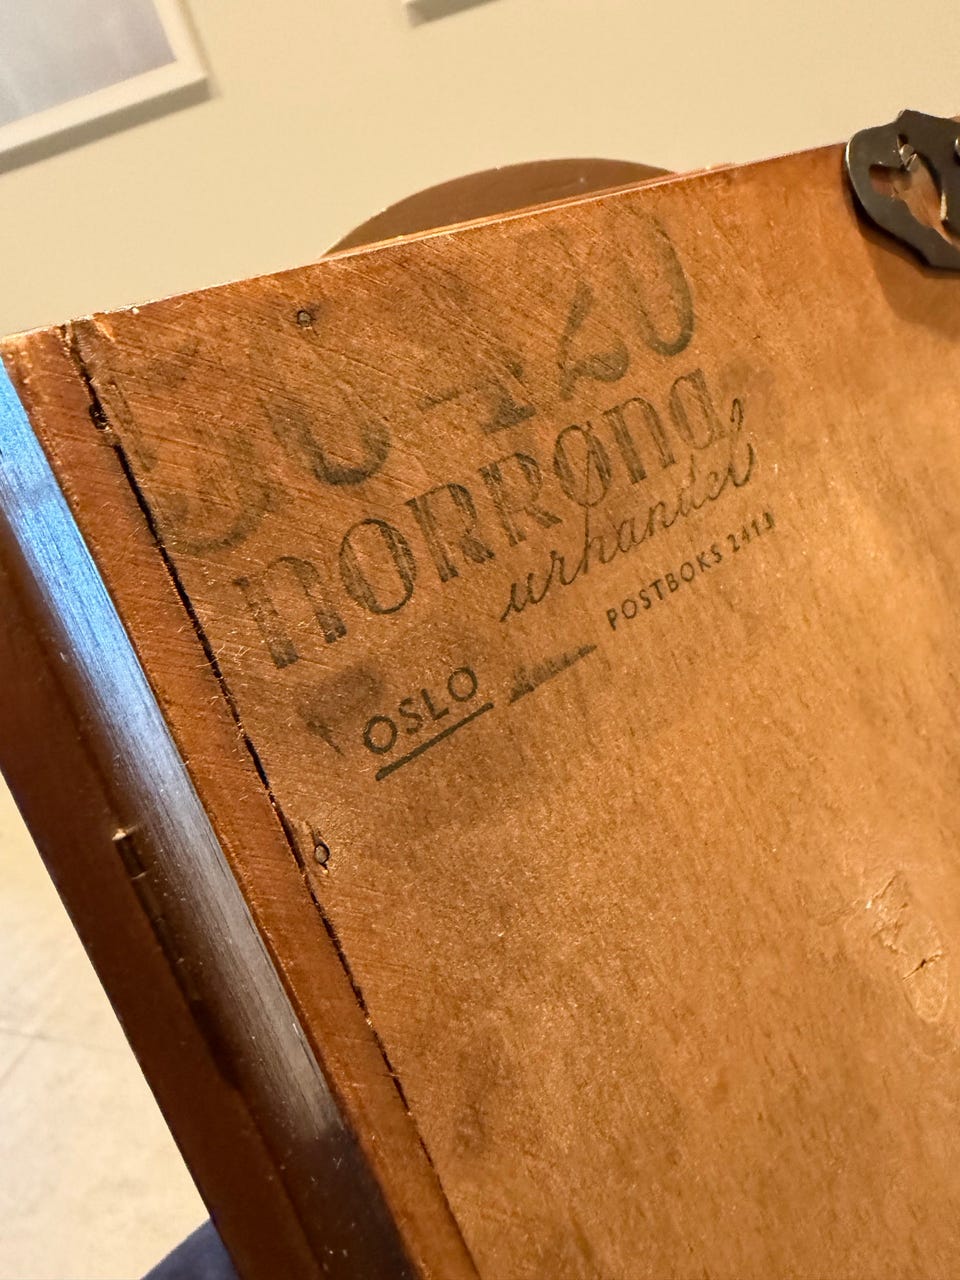 norrøna
urhandel
OSLO POSTBOKS 2413